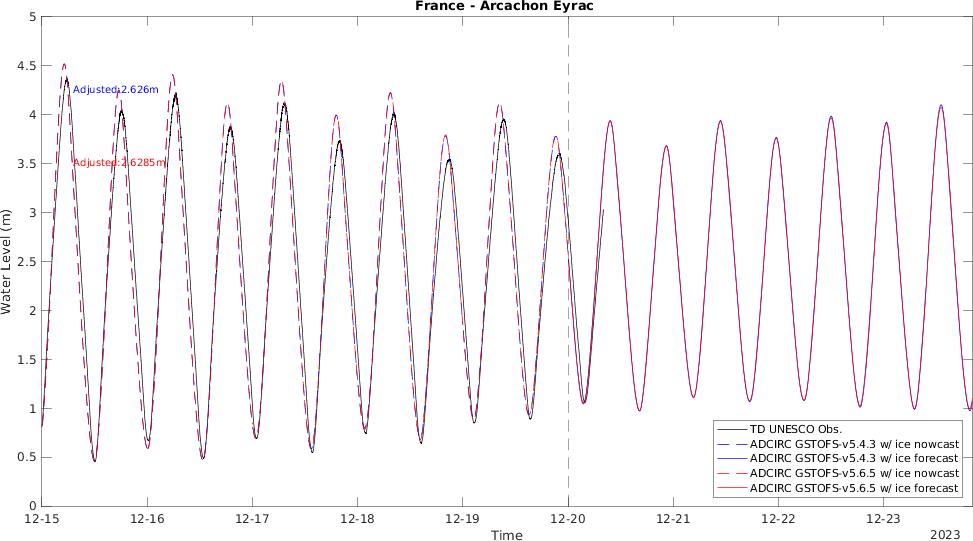 France - Arcachon Eyrac
5
4.5
4
3.5
3
2.5
2
1.5
1
0.5
0
Water Level (m)
Adjusted:2.626m
Adjusted:2.6285m
TD UNESCO Obs.
ADCIRC GSTOFS-v5.4.3 w/ ice nowcast
ADCIRC GSTOFS-v5.4.3 w/ ice forecast
ADCIRC GSTOFS-v5.6.5 w/ ice nowcast
ADCIRC GSTOFS-v5.6.5 w/ ice forecast
12-15 12-16 12-17 12-18 12-19 12-20 12-21 12-22 12-23
Time
2023